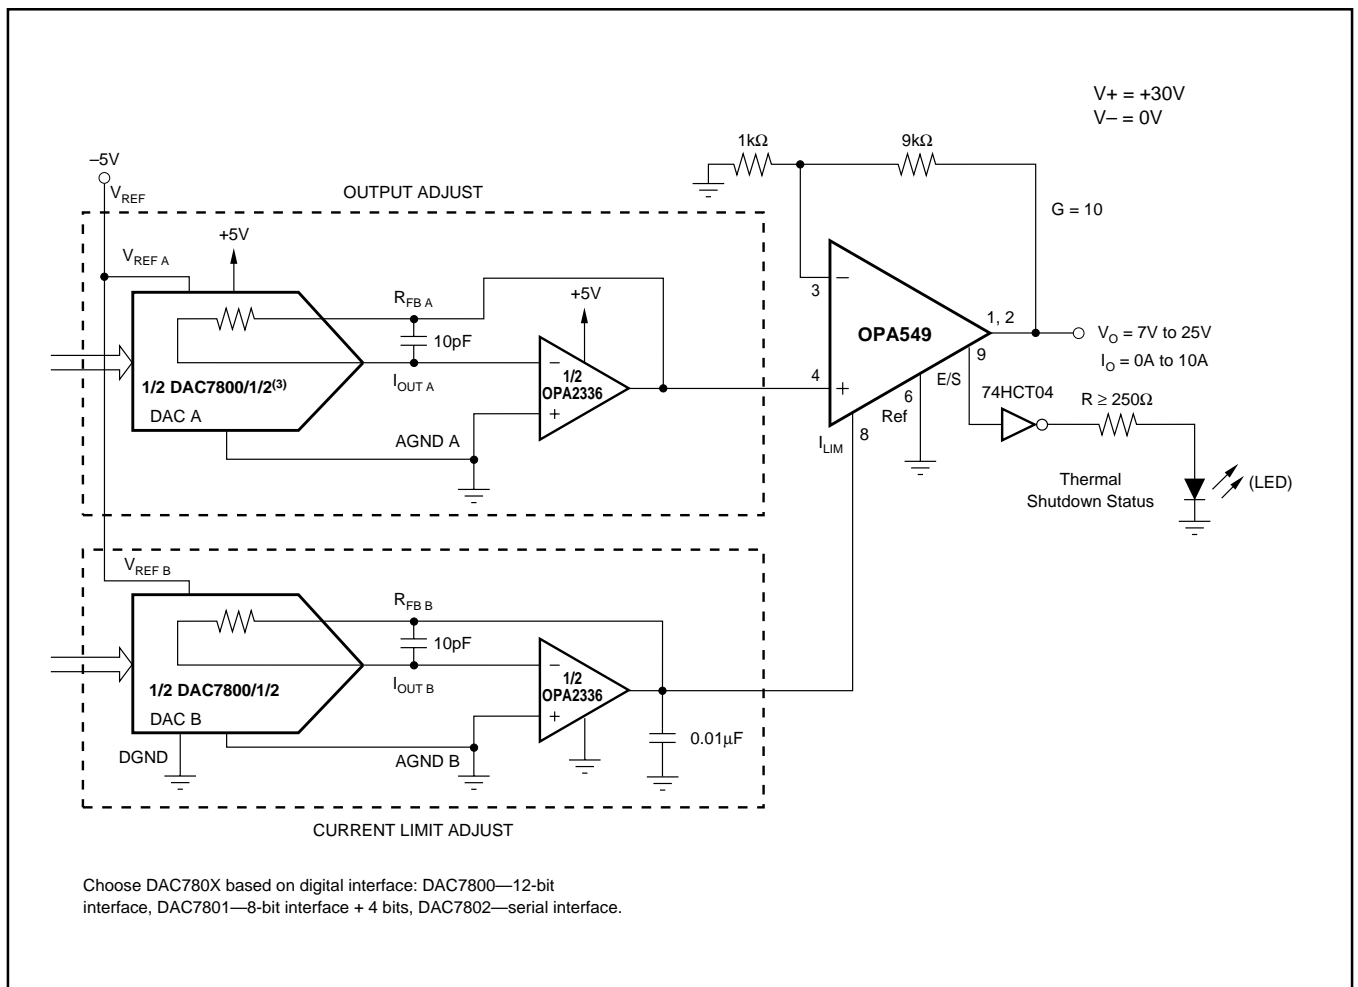 V+ = +30V
V– = 0V
1kΩ
9kΩ
–5V
VREF
OUTPUT ADJUST
G = 10
+5V
VREF A
RFB A
+5V
10pF
–
3
OPA549
1, 2
VO = 7V to 25V
IO = 0A to 10A
9
E/S
4
+
6
Ref
ILIM
8
74HCT04
R ≥ 250Ω
1/2 DAC7800/1/2(3)
DAC A
IOUT A
–
1/2
OPA2336
+
AGND A
Thermal
Shutdown Status
(LED)
VREF B
RFB B
10pF
1/2 DAC7800/1/2
DAC B
IOUT B
–
1/2
OPA2336
+
0.01µF
DGND
AGND B
CURRENT LIMIT ADJUST
Choose DAC780X based on digital interface: DAC7800—12-bit
interface, DAC7801—8-bit interface + 4 bits, DAC7802—serial interface.